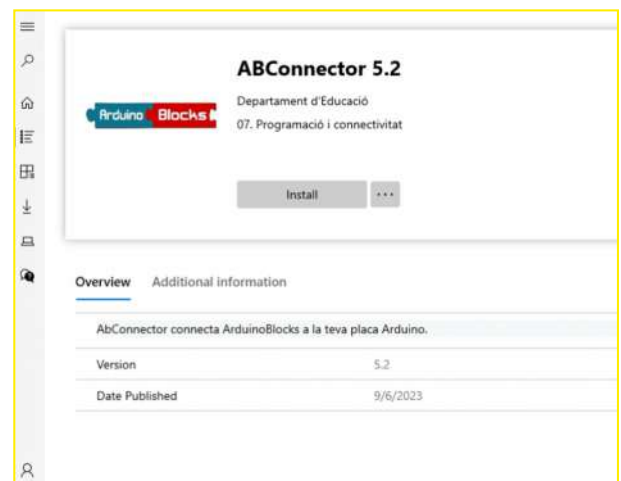 ABConnector 5.2
Arduino Blocks
Departament d'Educació
07. Programació i connectivitat
Install ...
Overview Additional information
AbConnector connecta ArduinoBlocks a la teva placa Arduino.
Version 5.2
Date Published 9/6/2023